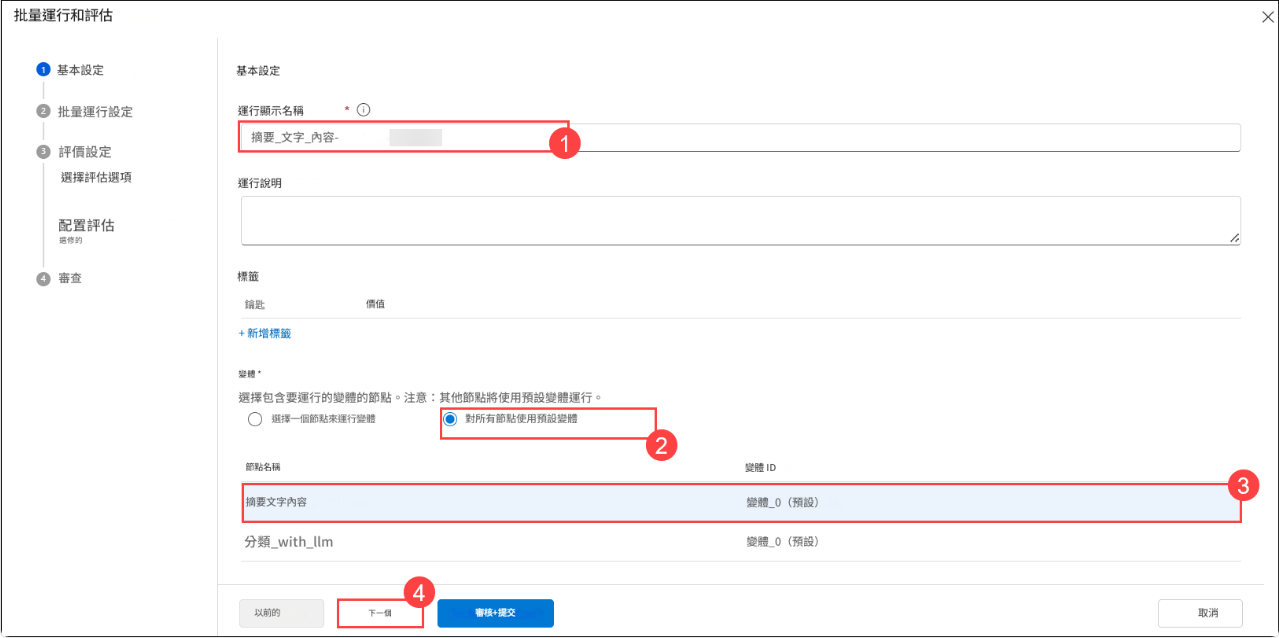 批量運行和評估
1 基本設定
2 批量運行設定
3 評價設定
選擇評估選項
配置評估
選修的
4 審查
基本設定
運行顯示名稱 *
摘要_文字_內容-
1
運行說明
標籤
鑰匙 價值
+ 新增標籤
變體 *
選擇包含要運行的變體的節點。注意：其他節點將使用預設變體運行。
選擇一個節點來運行變體 對所有節點使用預設變體
2
節點名稱 變體 ID
3
摘要文字內容 變體_0（預設）
分類_with_llm 變體_0（預設）
4
以前的 下一個 審核+提交 取消